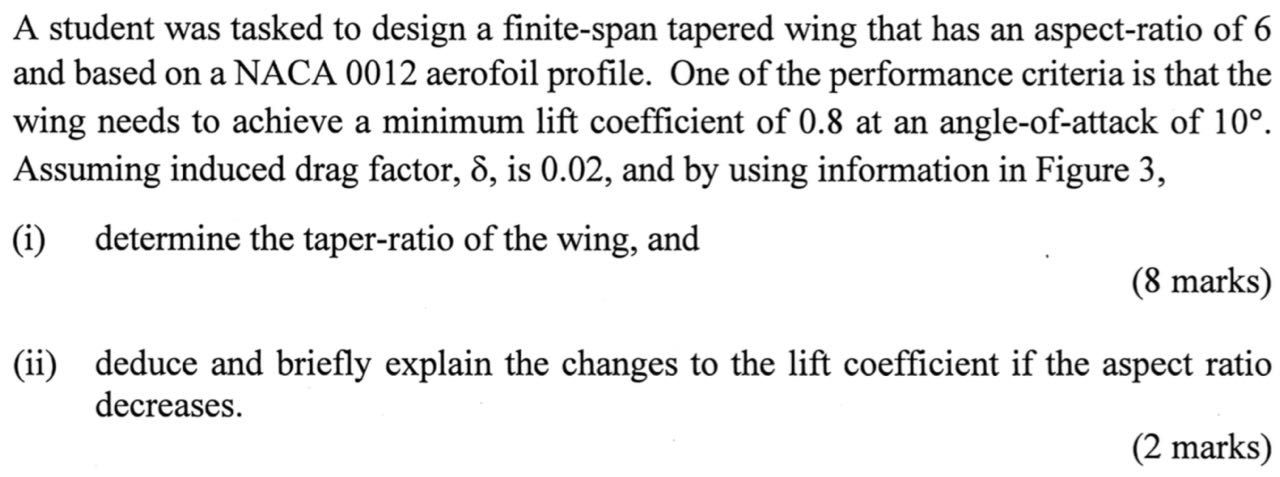 A student was tasked to design a finite-span tapered wing that has an aspect-ratio of 6
and based on a NACA 0012 aerofoil profile. One of the performance criteria is that the
wing needs to achieve a minimum lift coefficient of 0.8 at an angle-of-attack of 10°.
Assuming induced drag factor, δ, is 0.02, and by using information in Figure 3,
(i) determine the taper-ratio of the wing, and
(8 marks)
(ii) deduce and briefly explain the changes to the lift coefficient if the aspect ratio
decreases.
(2 marks)